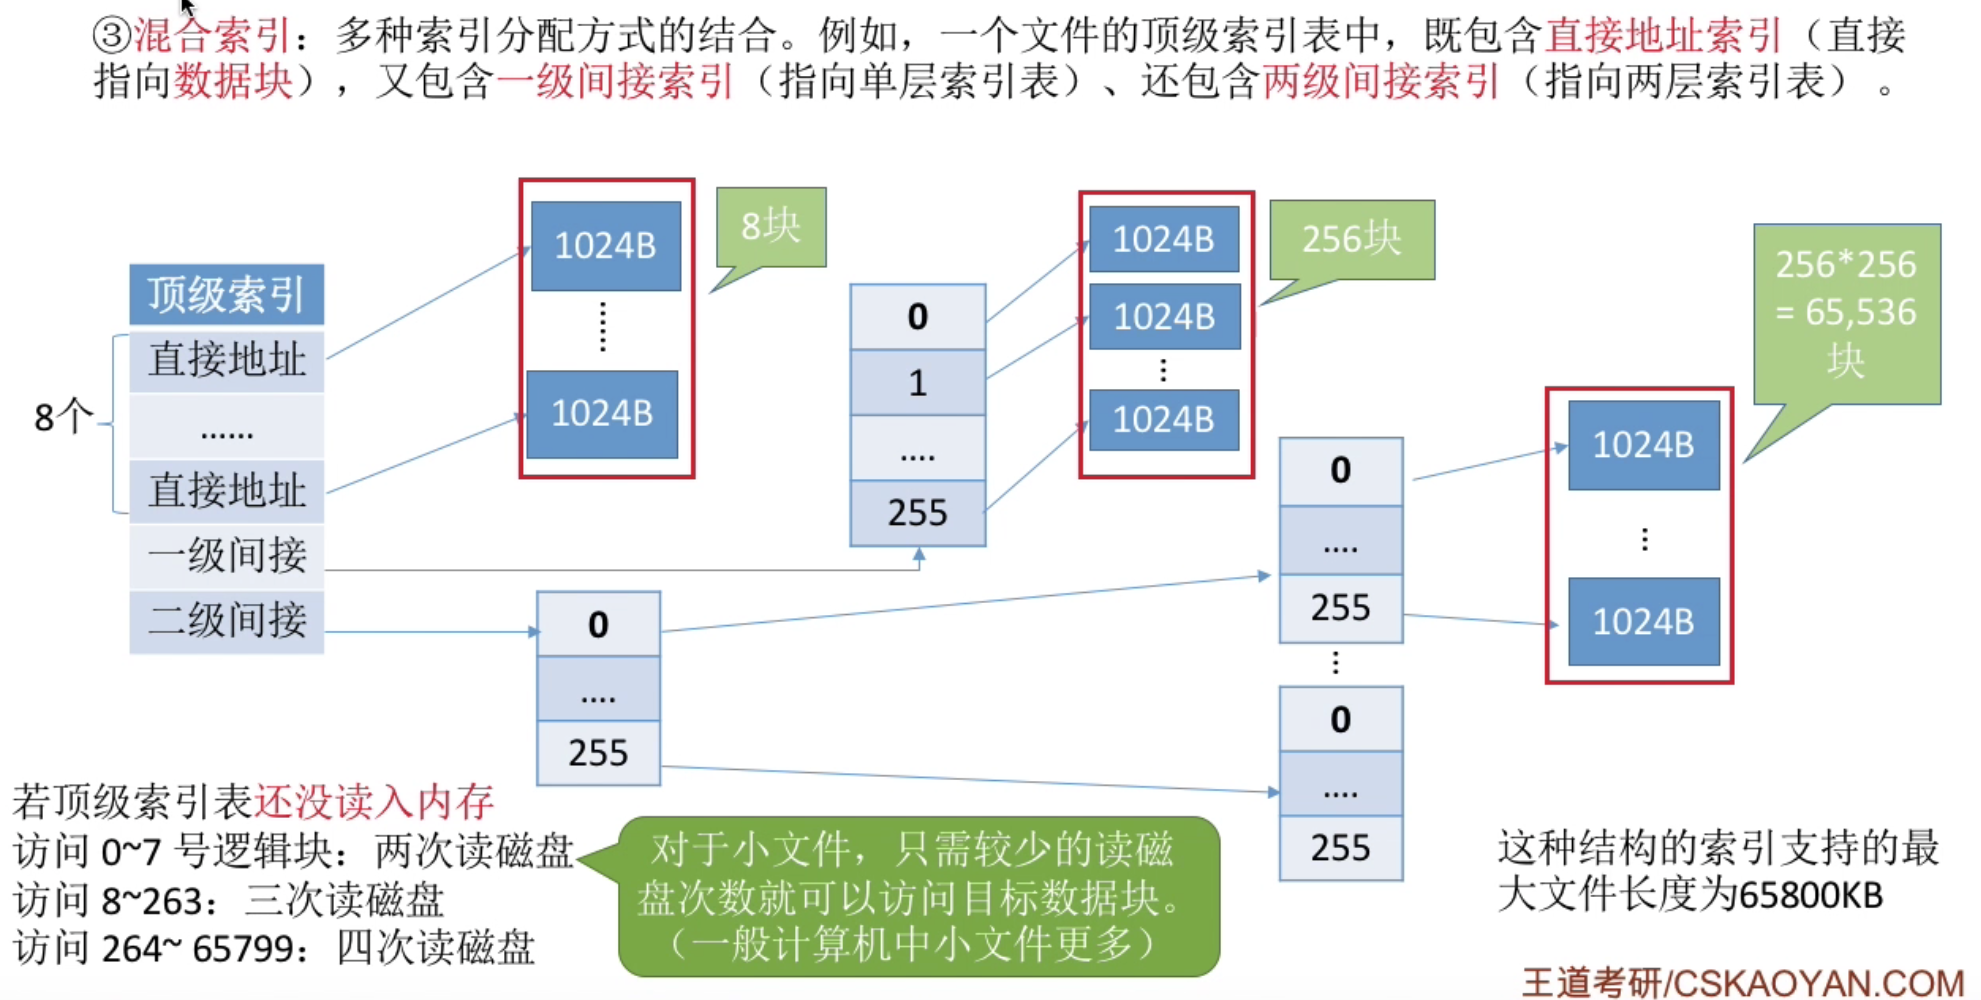 ③混合索引：多种索引分配方式的结合。例如，一个文件的顶级索引表中，既包含直接地址索引（直接
指向数据块），又包含一级间接索引（指向单层索引表）、还包含两级间接索引（指向两层索引表）。
顶级索引
8个
直接地址
......
直接地址
一级间接
二级间接
1024B
1024B
8块
0
1
....
255
1024B
1024B
1024B
256块
0
....
255
0
....
255
0
....
255
1024B
1024B
256*256
= 65,536
块
若顶级索引表还没读入内存
访问 0~7 号逻辑块：两次读磁盘
访问 8~263：三次读磁盘
访问 264~ 65799：四次读磁盘
对于小文件，只需较少的读磁
盘次数就可以访问目标数据块。
（一般计算机中小文件更多）
这种结构的索引支持的最
大文件长度为65800KB
王道考研/CSKAOYAN.COM